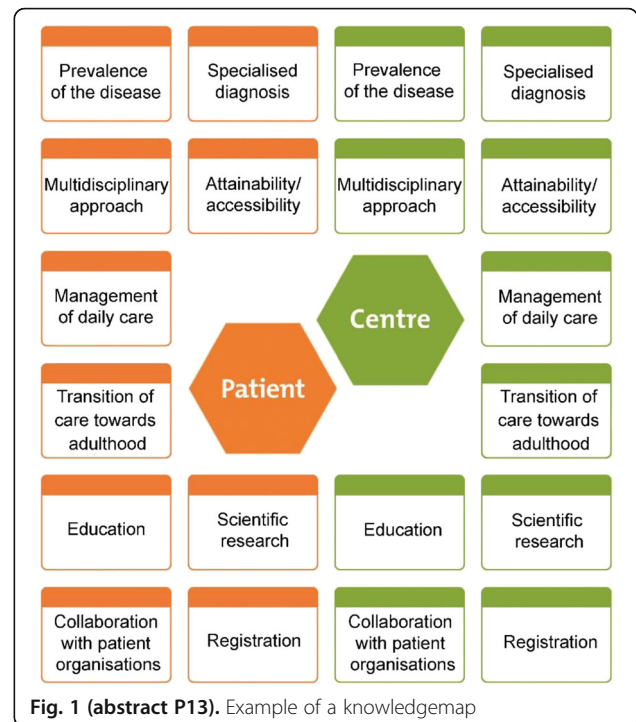 Prevalence
of the disease
Specialised
diagnosis
Prevalence
of the disease
Specialised
diagnosis
Multidisciplinary
approach
Attainability/
accessibility
Multidisciplinary
approach
Attainability/
accessibility
Management
of daily care
Centre
Management
of daily care
Patient
Transition of
care towards
adulthood
Transition of
care towards
adulthood
Education
Scientific
research
Education
Scientific
research
Collaboration
with patient
organisations
Registration
Collaboration
with patient
organisations
Registration
Fig. 1 (abstract P13). Example of a knowledgemap